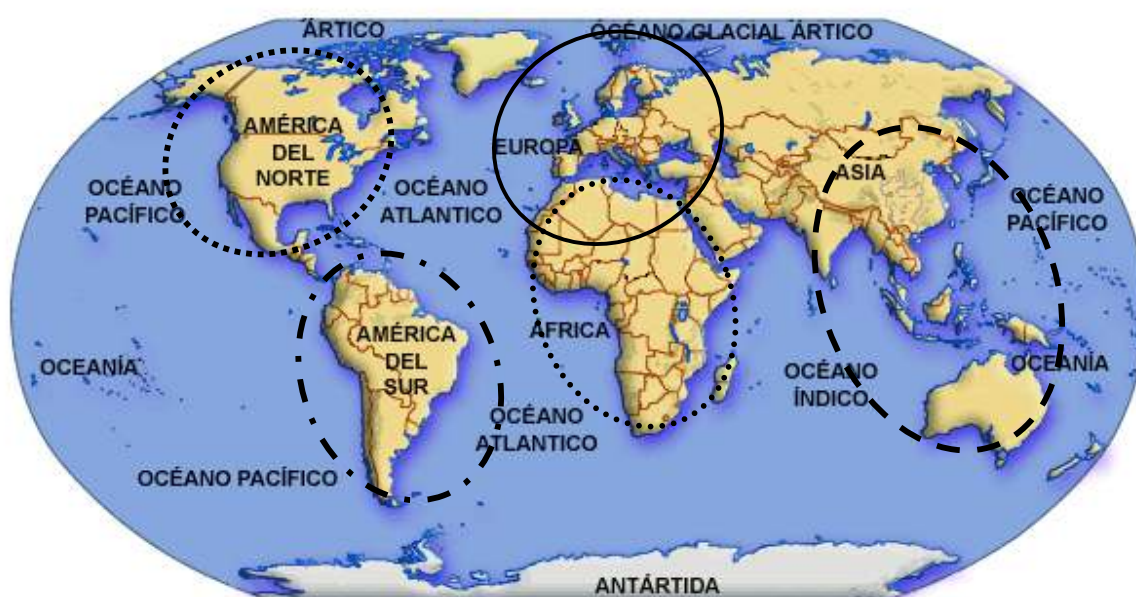 ÁRTICO
OCÉANO GLACIAL ÁRTICO
AMÉRICA
DEL
NORTE
EUROPA
ASIA
OCÉANO
PACÍFICO
OCÉANO
ATLANTICO
OCÉANO
PACÍFICO
AMÉRICA
DEL
SUR
ÁFRICA
OCEANÍA
OCÉANO
ÍNDICO
OCEANÍA
OCÉANO
ATLANTICO
OCÉANO PACÍFICO
ANTÁRTIDA